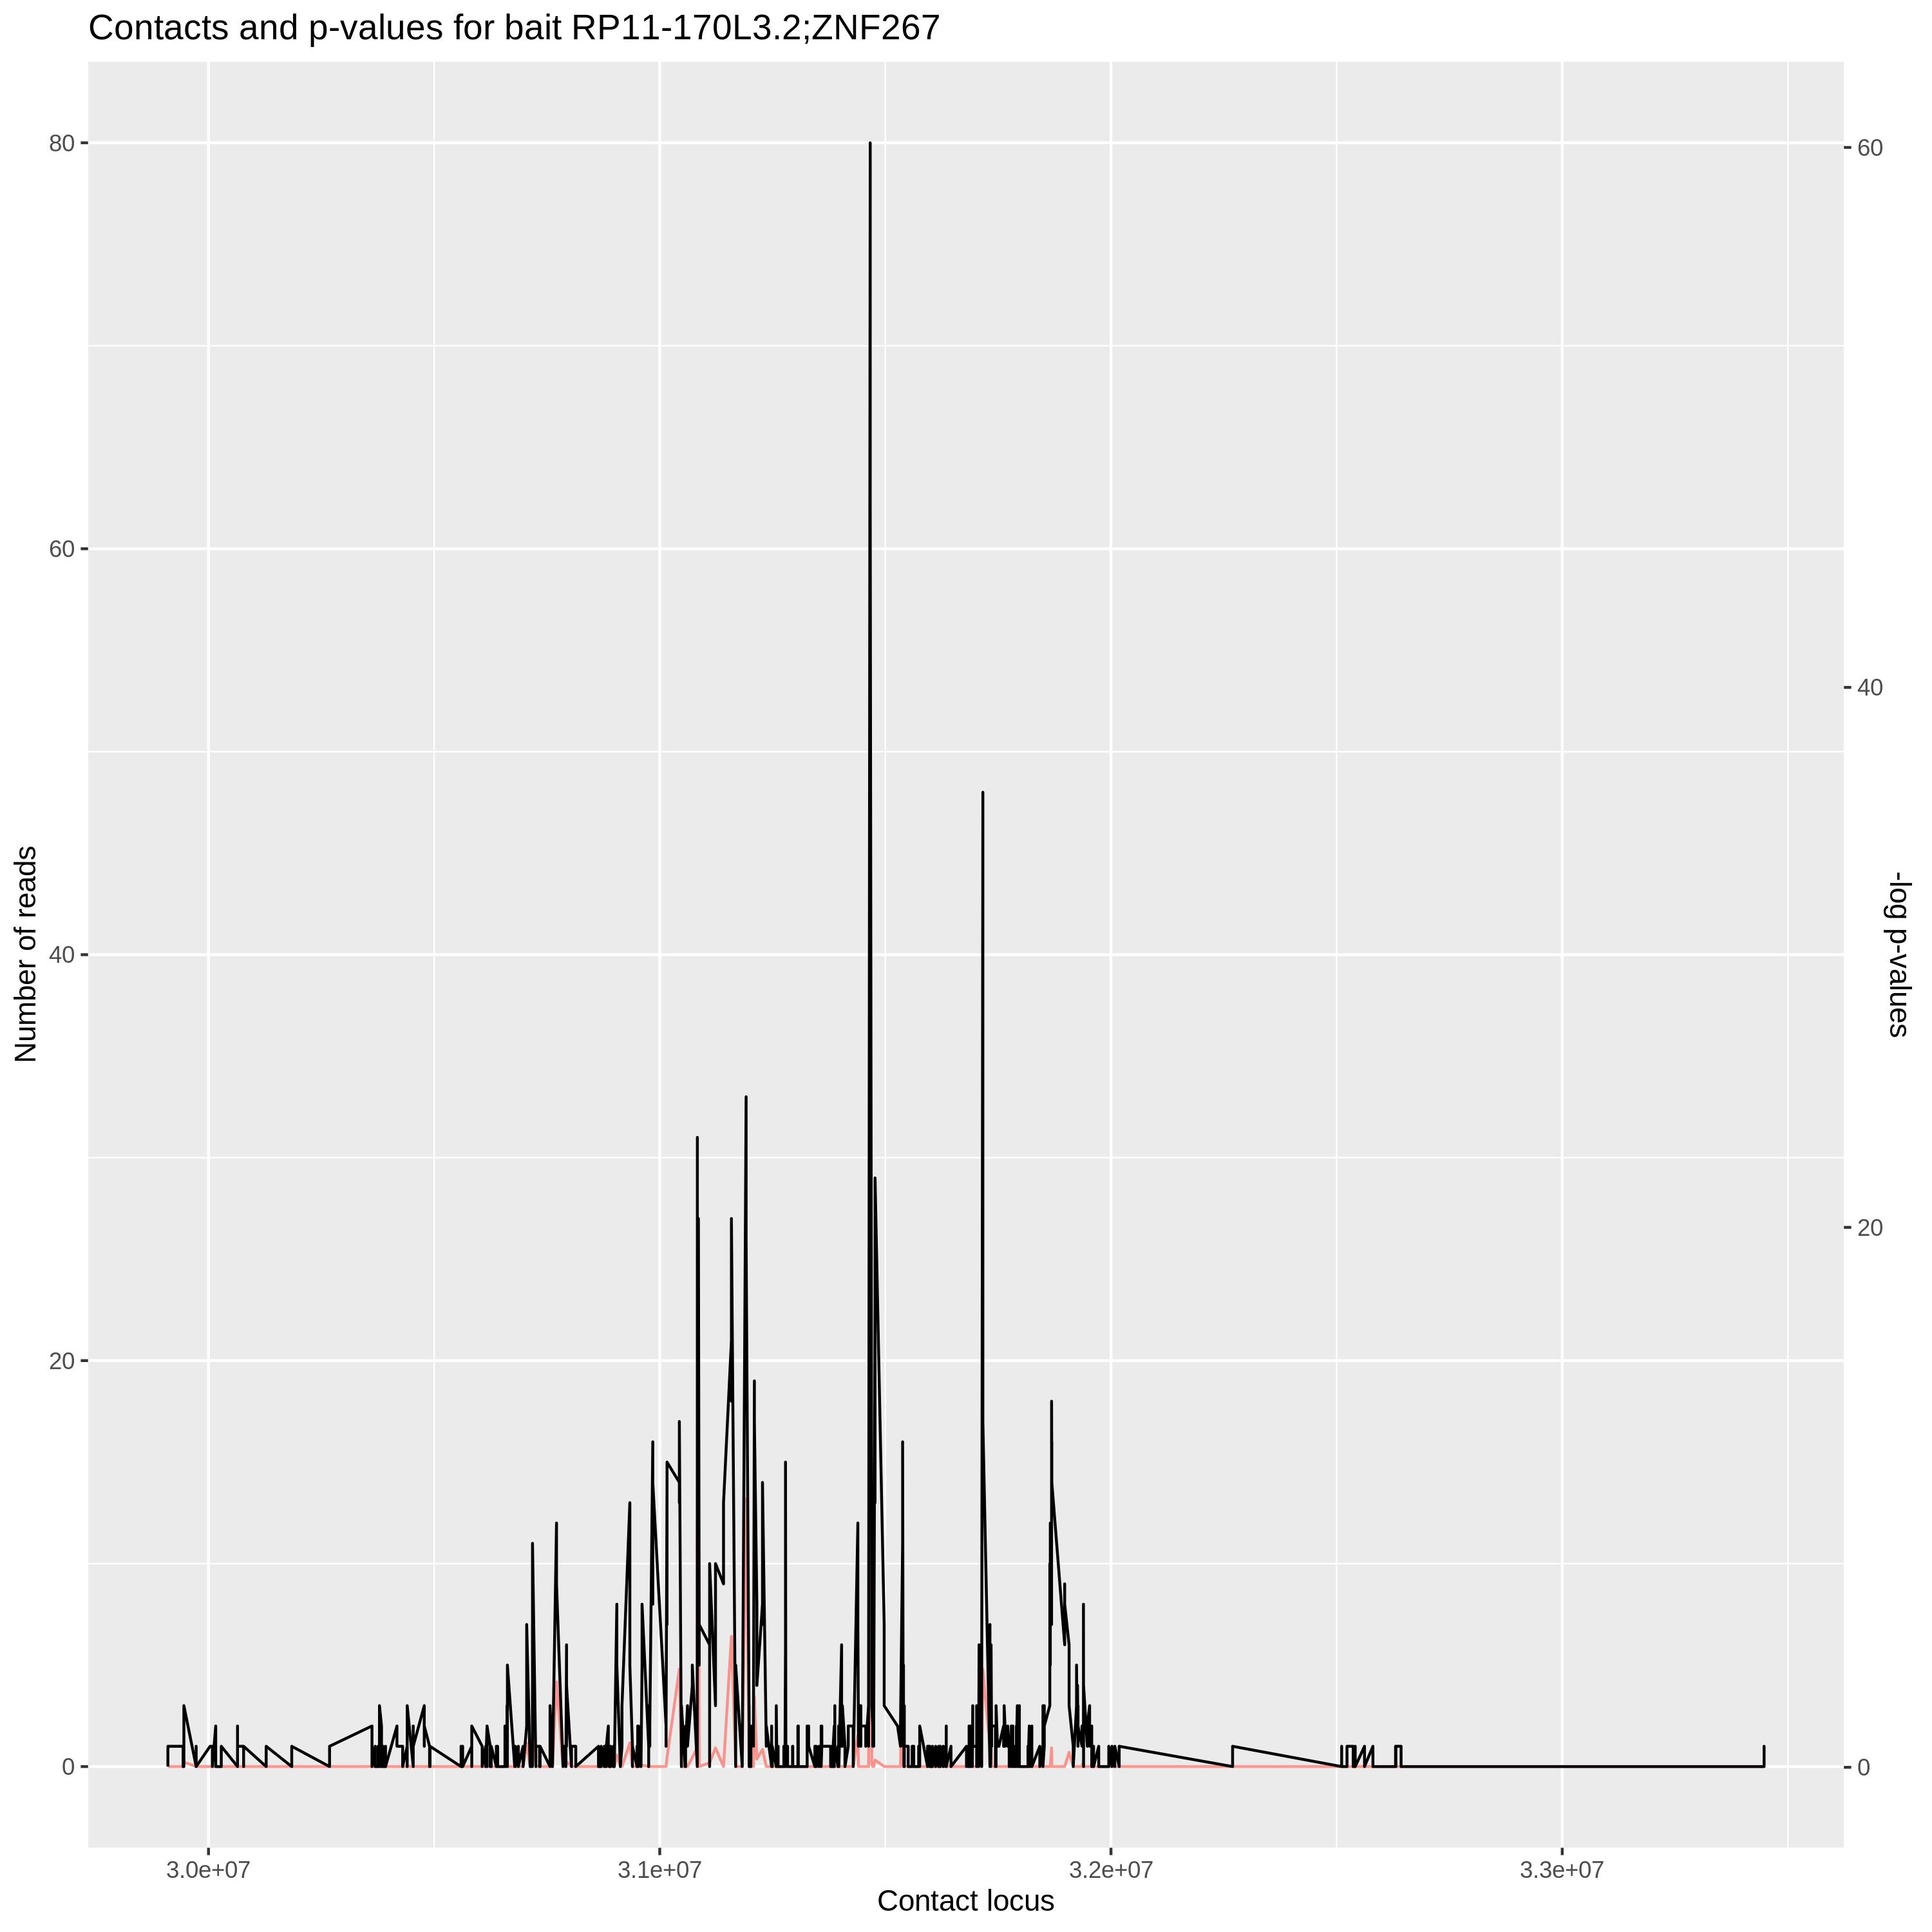 Contacts and p-values for bait RP11-170L3.2;ZNF267
80
60
40
20
0
Number of reads
60
40
20
0
-log p-values
3.0e+07
3.1e+07
3.2e+07
3.3e+07
Contact locus